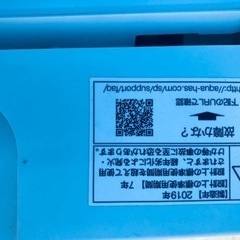 【製造年】2019年
【設計上の標準使用期間】7年
設計上の標準使用期間を超えて使用
されますと、経年劣化による発火・
けが等の事故に至る恐れがあります。
故障かな？
下記のURLで確認
http://aqua-has.com/sp/support/faq/